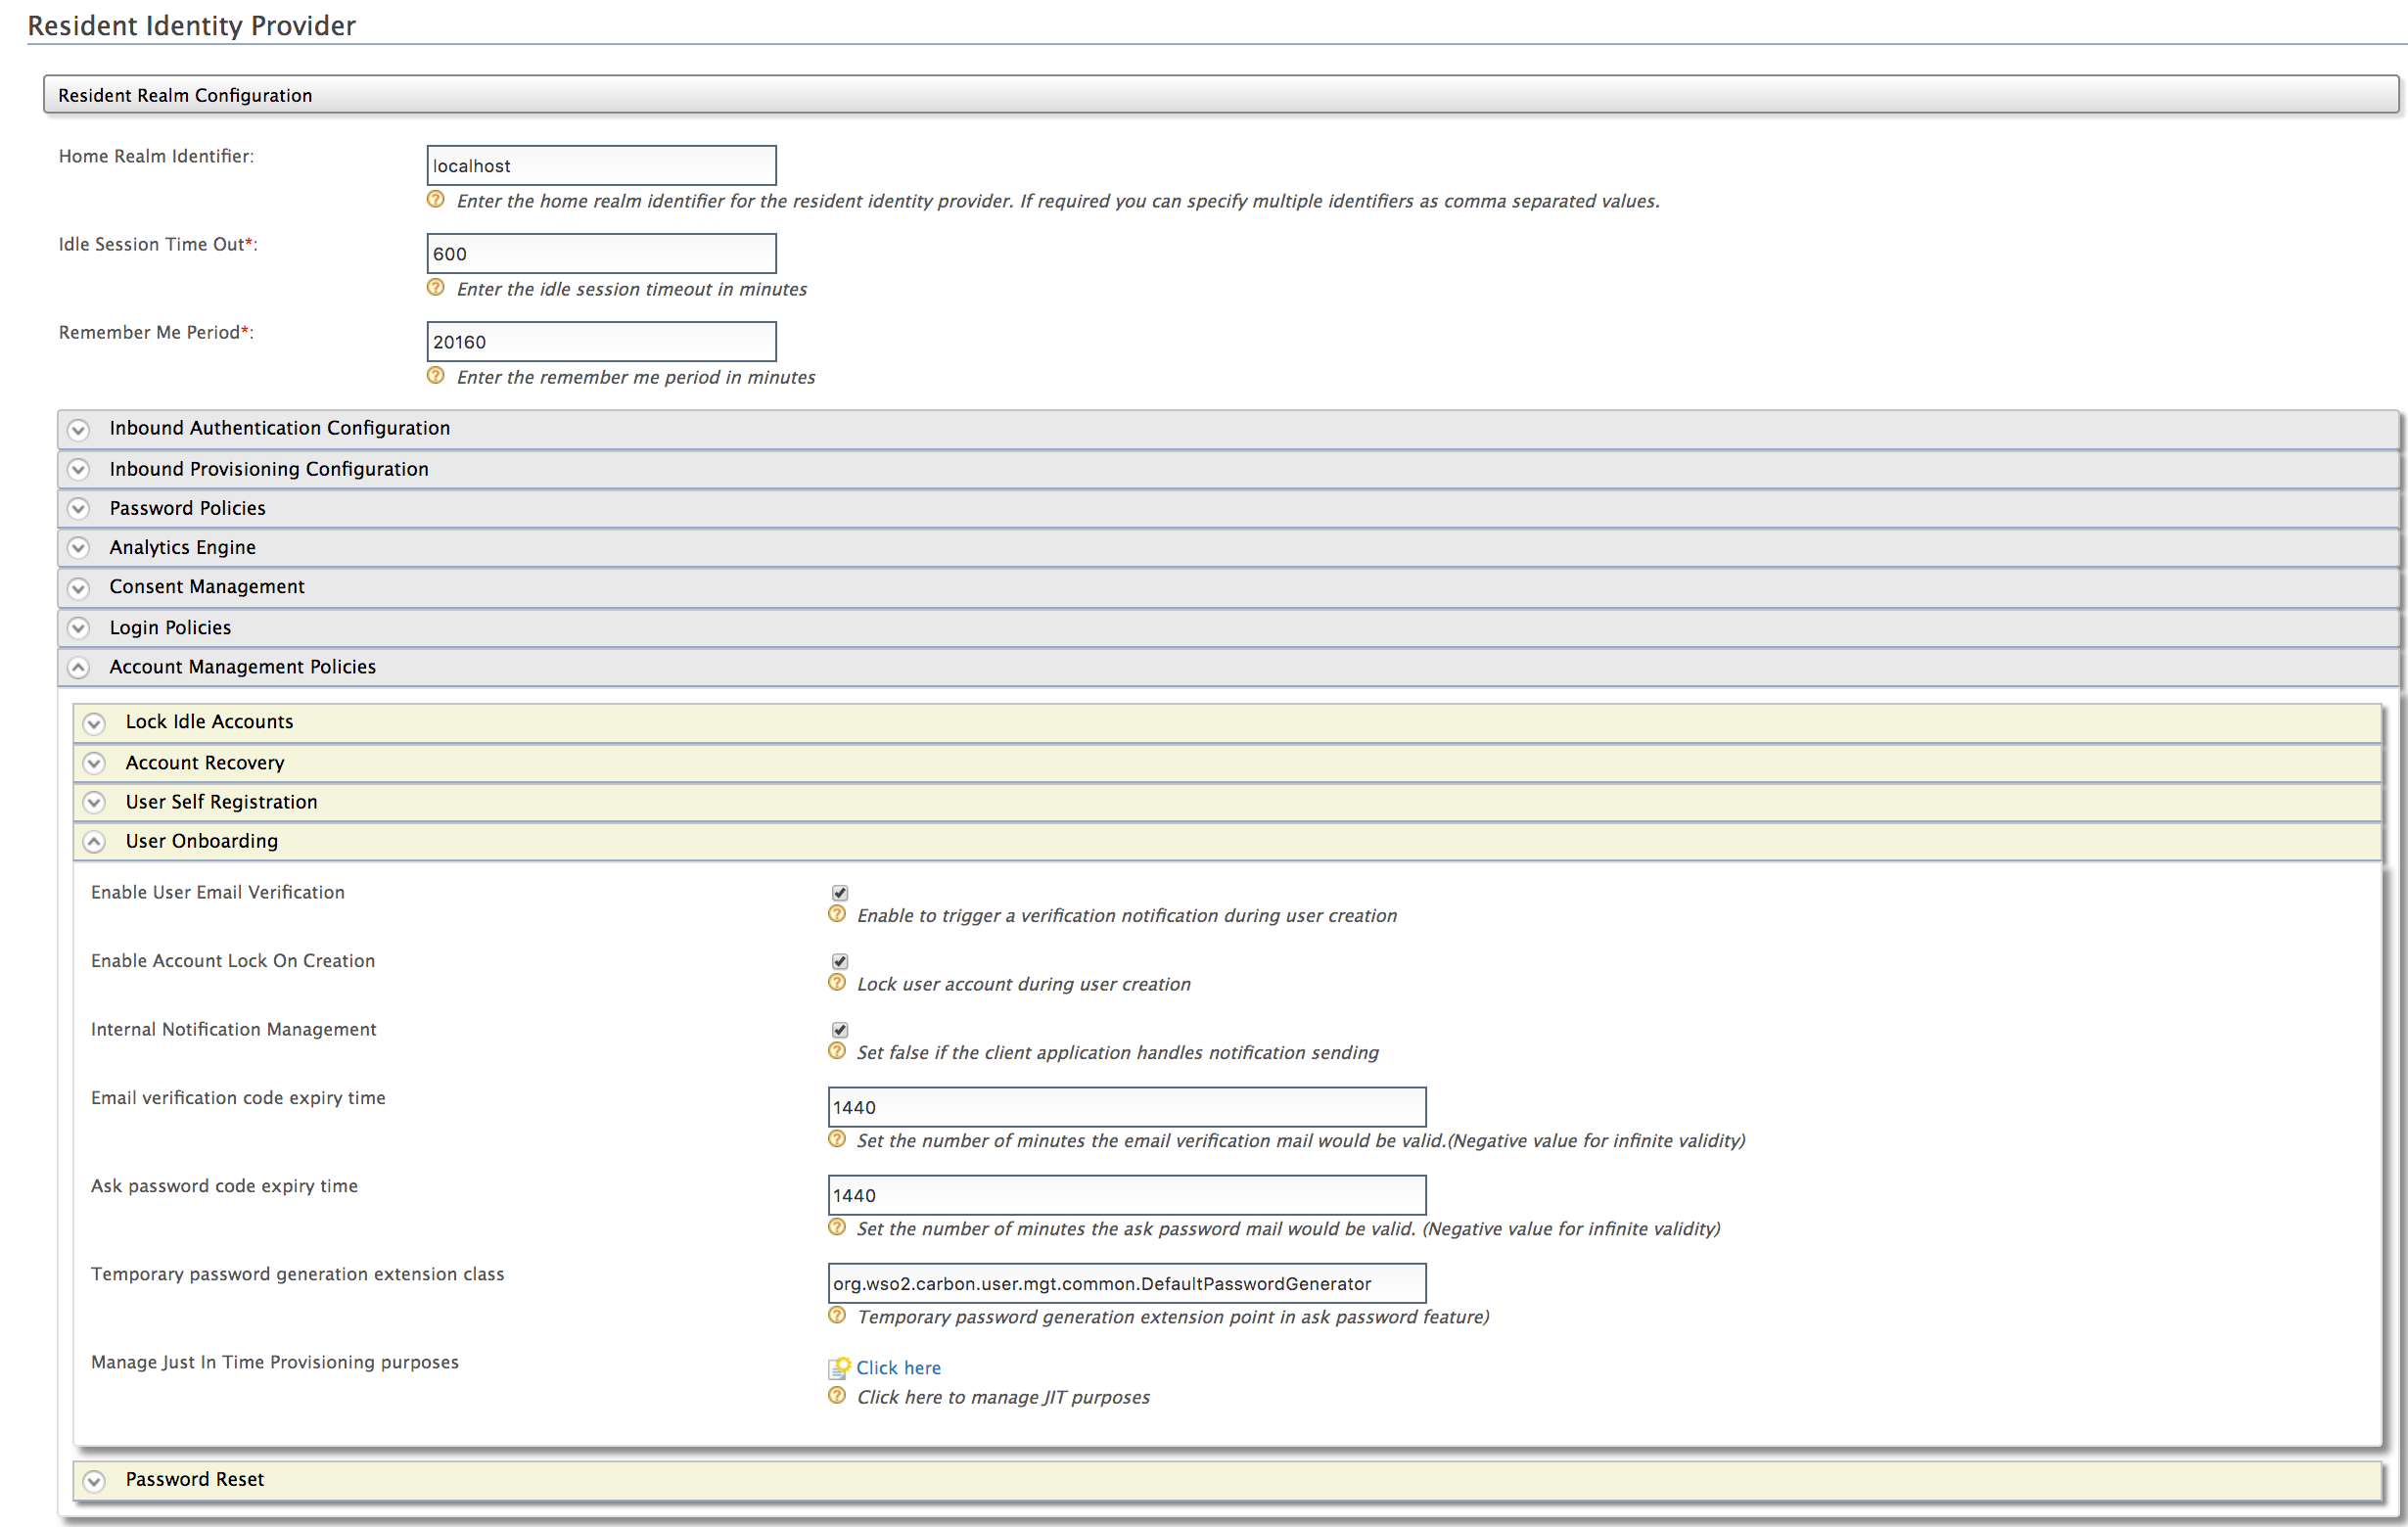 Resident Identity Provider
Resident Realm Configuration
Home Realm Identifier:
localhost
Enter the home realm identifier for the resident identity provider. If required you can specify multiple identifiers as comma separated values.
Idle Session Time Out*:
600
Enter the idle session timeout in minutes
Remember Me Period*:
20160
Enter the remember me period in minutes
Inbound Authentication Configuration
Inbound Provisioning Configuration
Password Policies
Analytics Engine
Consent Management
Login Policies
Account Management Policies
Lock Idle Accounts
Account Recovery
User Self Registration
User Onboarding
Enable User Email Verification
Enable to trigger a verification notification during user creation
Enable Account Lock On Creation
Lock user account during user creation
Internal Notification Management
Set false if the client application handles notification sending
Email verification code expiry time
1440
Set the number of minutes the email verification mail would be valid.(Negative value for infinite validity)
Ask password code expiry time
1440
Set the number of minutes the ask password mail would be valid. (Negative value for infinite validity)
Temporary password generation extension class
org.wso2.carbon.user.mgt.common.DefaultPasswordGenerator
Temporary password generation extension point in ask password feature)
Manage Just In Time Provisioning purposes
Click here
Click here to manage JIT purposes
Password Reset